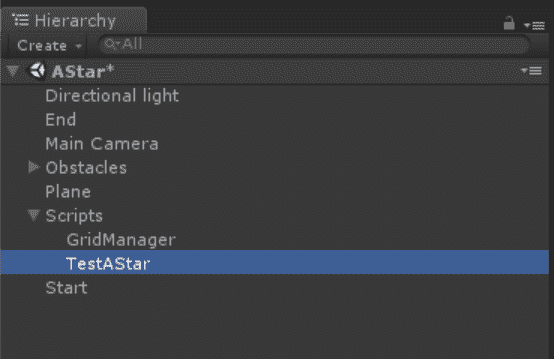 Hierarchy
Create All
AStar*
Directional light
End
Main Camera
Obstacles
Plane
Scripts
GridManager
TestAStar
Start